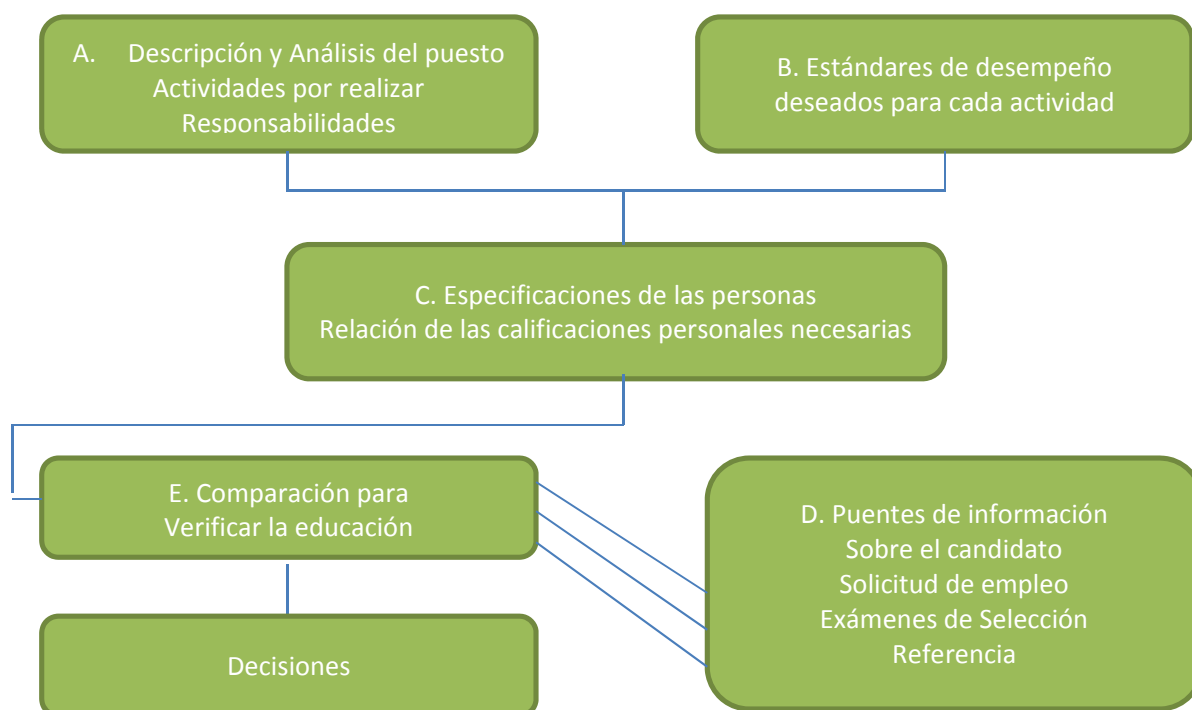 A. Descripción y Análisis del puesto
Actividades por realizar
Responsabilidades
B. Estándares de desempeño
deseados para cada actividad
C. Especificaciones de las personas
Relación de las calificaciones personales necesarias
E. Comparación para
Verificar la educación
D. Puentes de información
Sobre el candidato
Solicitud de empleo
Exámenes de Selección
Referencia
Decisiones